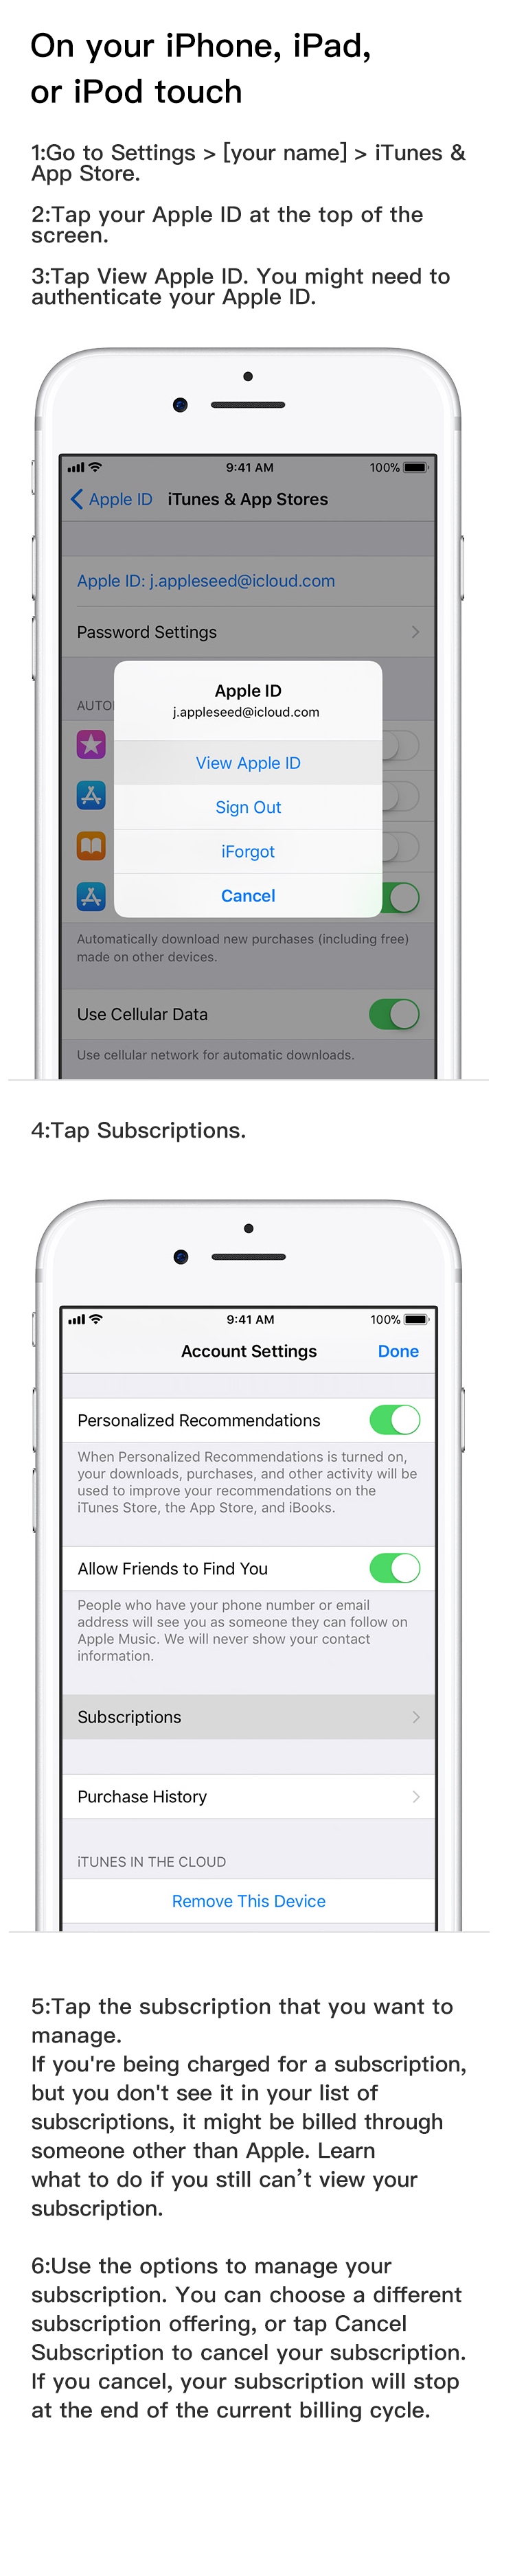 On your iPhone, iPad,
or iPod touch
1:Go to Settings > [your name] > iTunes &
App Store.
2:Tap your Apple ID at the top of the
screen.
3:Tap View Apple ID. You might need to
authenticate your Apple ID.
9:41 AM 100%
Apple ID iTunes & App Stores
Apple ID: j.appleseed@icloud.com
Password Settings
AUTO
Apple ID
j.appleseed@icloud.com
View Apple ID
Sign Out
iForgot
Cancel
Automatically download new purchases (including free)
made on other devices.
Use Cellular Data
Use cellular network for automatic downloads.
4:Tap Subscriptions.
9:41 AM 100%
Account Settings Done
Personalized Recommendations
When Personalized Recommendations is turned on,
your downloads, purchases, and other activity will be
used to improve your recommendations on the
iTunes Store, the App Store, and iBooks.
Allow Friends to Find You
People who have your phone number or email
address will see you as someone they can follow on
Apple Music. We will never show your contact
information.
Subscriptions
Purchase History
iTUNES IN THE CLOUD
Remove This Device
5:Tap the subscription that you want to
manage.
If you're being charged for a subscription,
but you don't see it in your list of
subscriptions, it might be billed through
someone other than Apple. Learn
what to do if you still can’t view your
subscription.
6:Use the options to manage your
subscription. You can choose a different
subscription offering, or tap Cancel
Subscription to cancel your subscription.
If you cancel, your subscription will stop
at the end of the current billing cycle.